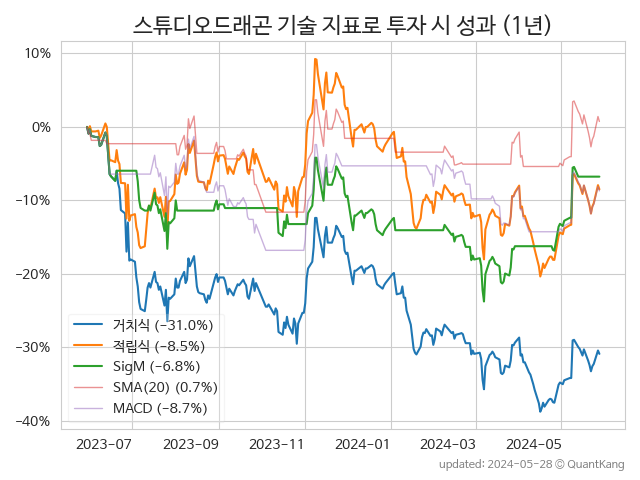 스튜디오드래곤 기술 지표로 투자 시 성과 (1년)
10%
0%
−10%
−20%
−30%
−40%
거치식 (−31.0%)
적립식 (−8.5%)
SigM (−6.8%)
SMA(20) (0.7%)
MACD (−8.7%)
2023−07 2023−09 2023−11 2024−01 2024−03 2024−05
updated: 2024−05−28 ⓒ QuantKang